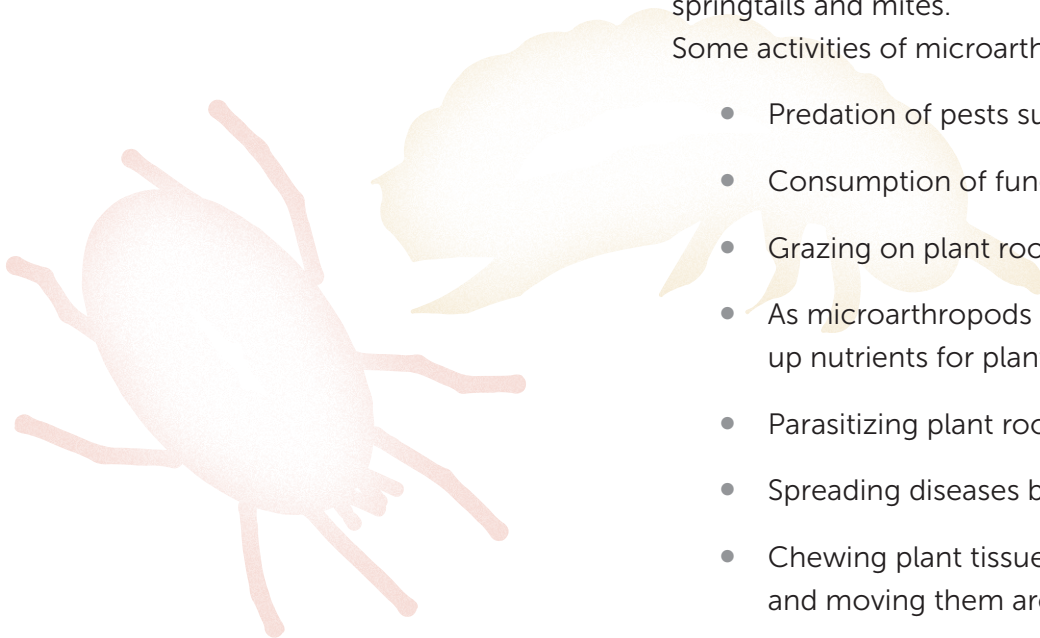 springtails and mites.
Some activities of microarth
• Predation of pests su
• Consumption of fun
• Grazing on plant roo
• As microarthropods
up nutrients for plan
• Parasitizing plant roo
• Spreading diseases b
• Chewing plant tissue
and moving them ar